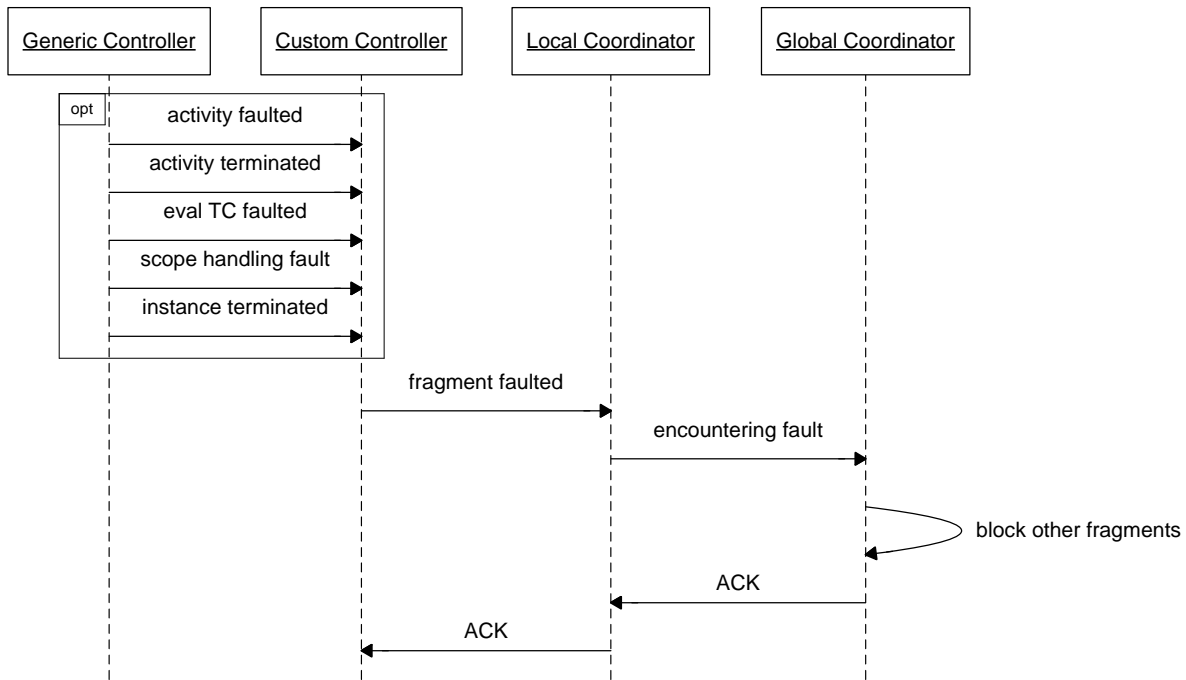 Generic Controller
Custom Controller
Local Coordinator
Global Coordinator
opt
activity faulted
activity terminated
eval TC faulted
scope handling fault
instance terminated
fragment faulted
encountering fault
block other fragments
ACK
ACK